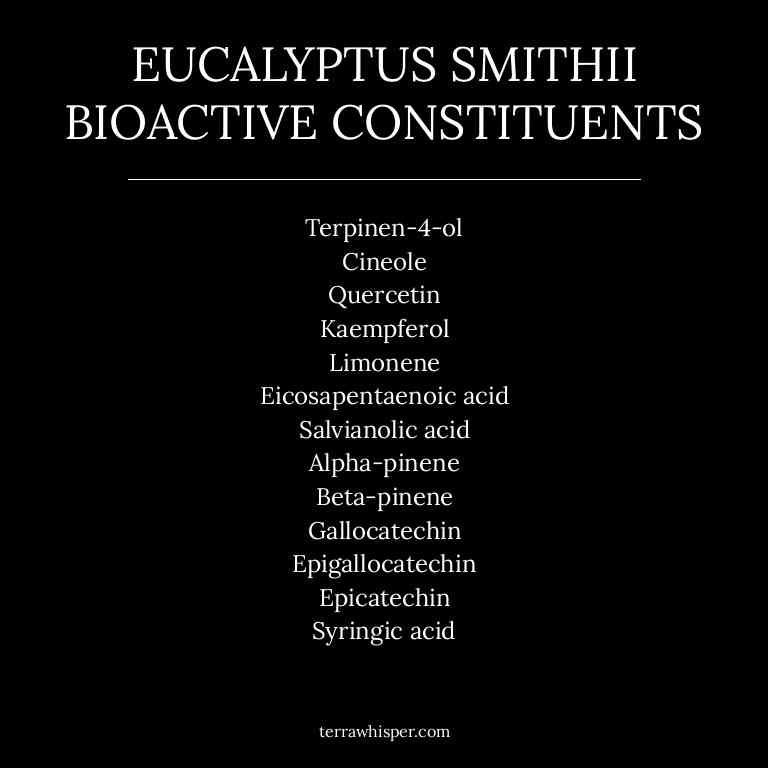 EUCALYPTUS SMITHII
BIOACTIVE CONSTITUENTS
Terpinen-4-ol
Cineole
Quercetin
Kaempferol
Limonene
Eicosapentaenoic acid
Salvianolic acid
Alpha-pinene
Beta-pinene
Gallocatechin
Epigallocatechin
Epicatechin
Syringic acid
terrawhisper.com